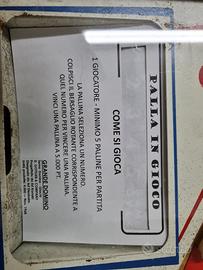 PALLA IN GIOCO
COME SI GIOCA
1 GIOCATORE - MINIMO 5 PALLINE PER PARTITA
LA PALLINA SELEZIONA UN NUMERO.
COLPISCI IL BERSAGLIO ROTANTE CORRISPONDENTE A
QUEL NUMERO PER VINCERE UNA PALLINA.
VINCI UNA PALLINA A 5.000 PT.
GRANDE DOMINO